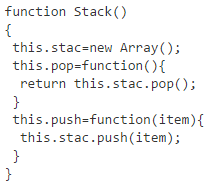 function Stack()
{
 this.stac=new Array();
 this.pop=function(){
  return this.stac.pop();
 }
 this.push=function(item){
  this.stac.push(item);
 }
}